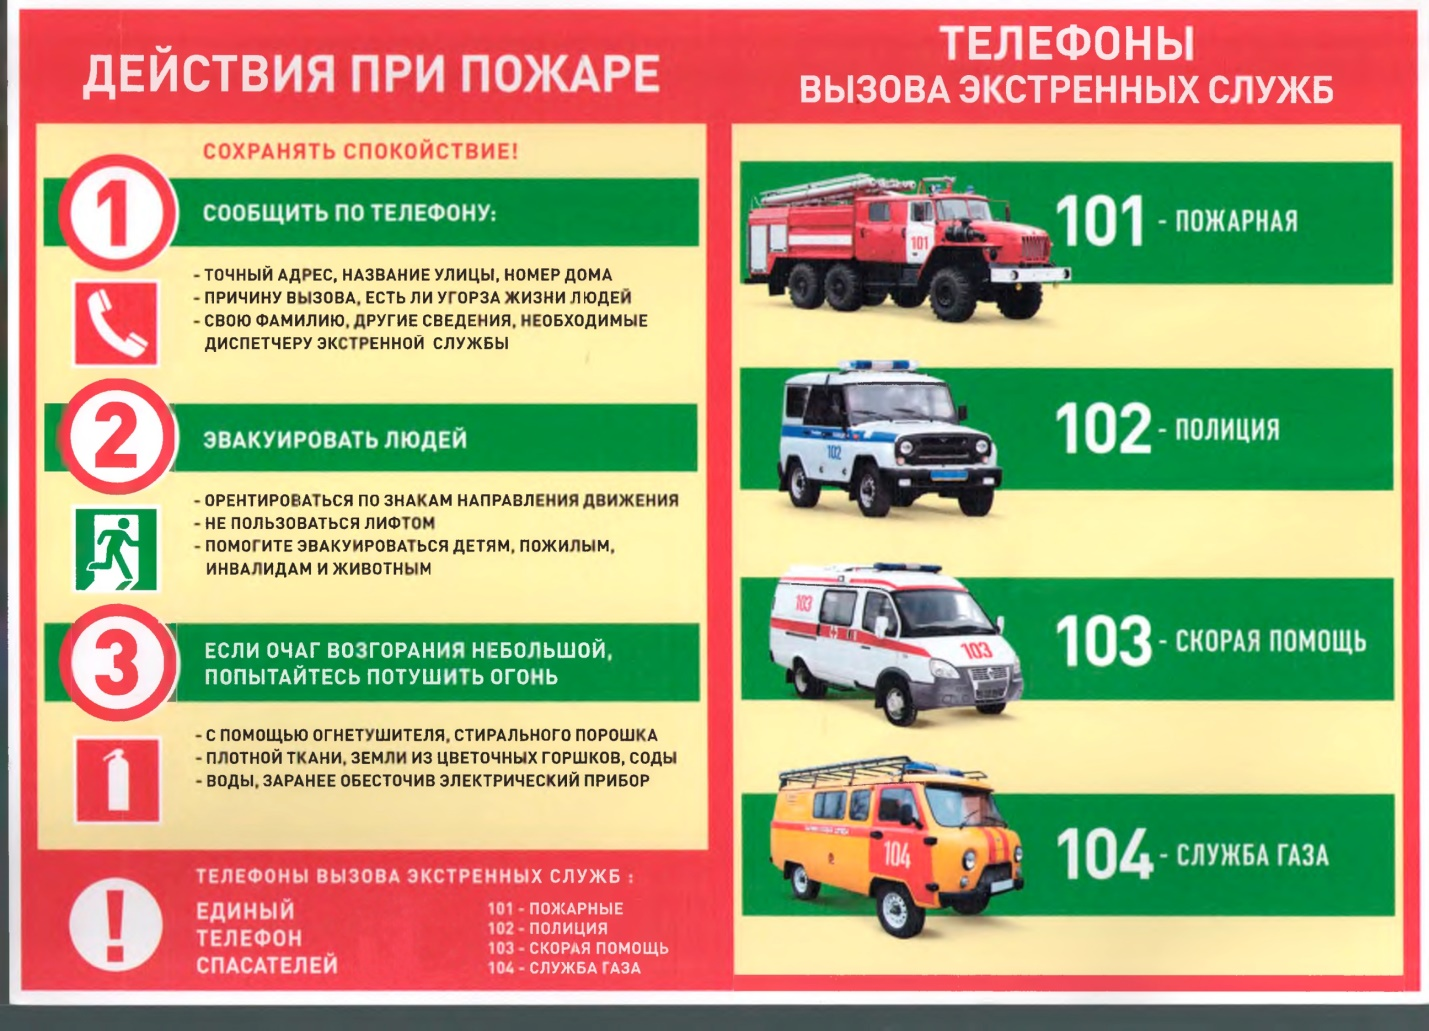 ДЕЙСТВИЯ ПРИ ПОЖАРЕ
СОХРАНЯТЬ СПОКОЙСТВИЕ!
1
СООБЩИТЬ ПО ТЕЛЕФОНУ:
- ТОЧНЫЙ АДРЕС, НАЗВАНИЕ УЛИЦЫ, НОМЕР ДОМА
- ПРИЧИНУ ВЫЗОВА, ЕСТЬ ЛИ УГОРЗА ЖИЗНИ ЛЮДЕЙ
- СВОЮ ФАМИЛИЮ, ДРУГИЕ СВЕДЕНИЯ, НЕОБХОДИМЫЕ
ДИСПЕТЧЕРУ ЭКСТРЕННОЙ СЛУЖБЫ
2
ЭВАКУИРОВАТЬ ЛЮДЕЙ
- ОРЕНТИРОВАТЬСЯ ПО ЗНАКАМ НАПРАВЛЕНИЯ ДВИЖЕНИЯ
- НЕ ПОЛЬЗОВАТЬСЯ ЛИФТОМ
- ПОМОГИТЕ ЭВАКУИРОВАТЬСЯ ДЕТЯМ, ПОЖИЛЫМ,
ИНВАЛИДАМ И ЖИВОТНЫМ
3
ЕСЛИ ОЧАГ ВОЗГОРАНИЯ НЕБОЛЬШОЙ,
ПОПЫТАЙТЕСЬ ПОТУШИТЬ ОГОНЬ
- С ПОМОЩЬЮ ОГНЕТУШИТЕЛЯ, СТИРАЛЬНОГО ПОРОШКА
- ПЛОТНОЙ ТКАНИ, ЗЕМЛИ ИЗ ЦВЕТОЧНЫХ ГОРШКОВ, СОДЫ
- ВОДЫ, ЗАРАНЕЕ ОБЕСТОЧИВ ЭЛЕКТРИЧЕСКИЙ ПРИБОР
!
ТЕЛЕФОНЫ ВЫЗОВА ЭКСТРЕННЫХ СЛУЖБ :
ЕДИНЫЙ
ТЕЛЕФОН
СПАСАТЕЛЕЙ
101 - ПОЖАРНЫЕ
102 - ПОЛИЦИЯ
103 - СКОРАЯ ПОМОЩЬ
104 - СЛУЖБА ГАЗА
ТЕЛЕФОНЫ
ВЫЗОВА ЭКСТРЕННЫХ СЛУЖБ
101
101 - ПОЖАРНАЯ
102
102 - ПОЛИЦИЯ
103
103
103 - СКОРАЯ ПОМОЩЬ
104
104 - СЛУЖБА ГАЗА